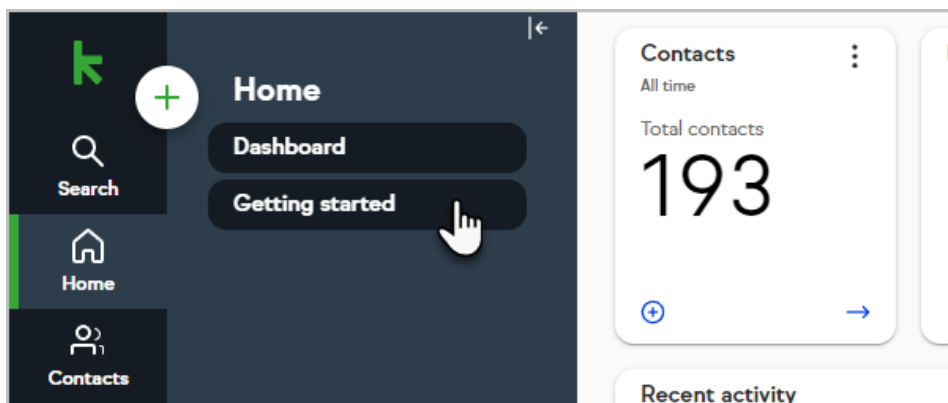 Search
Home
Contacts
Home
Dashboard
Getting started
Contacts
All time
Total contacts
193
Recent activity